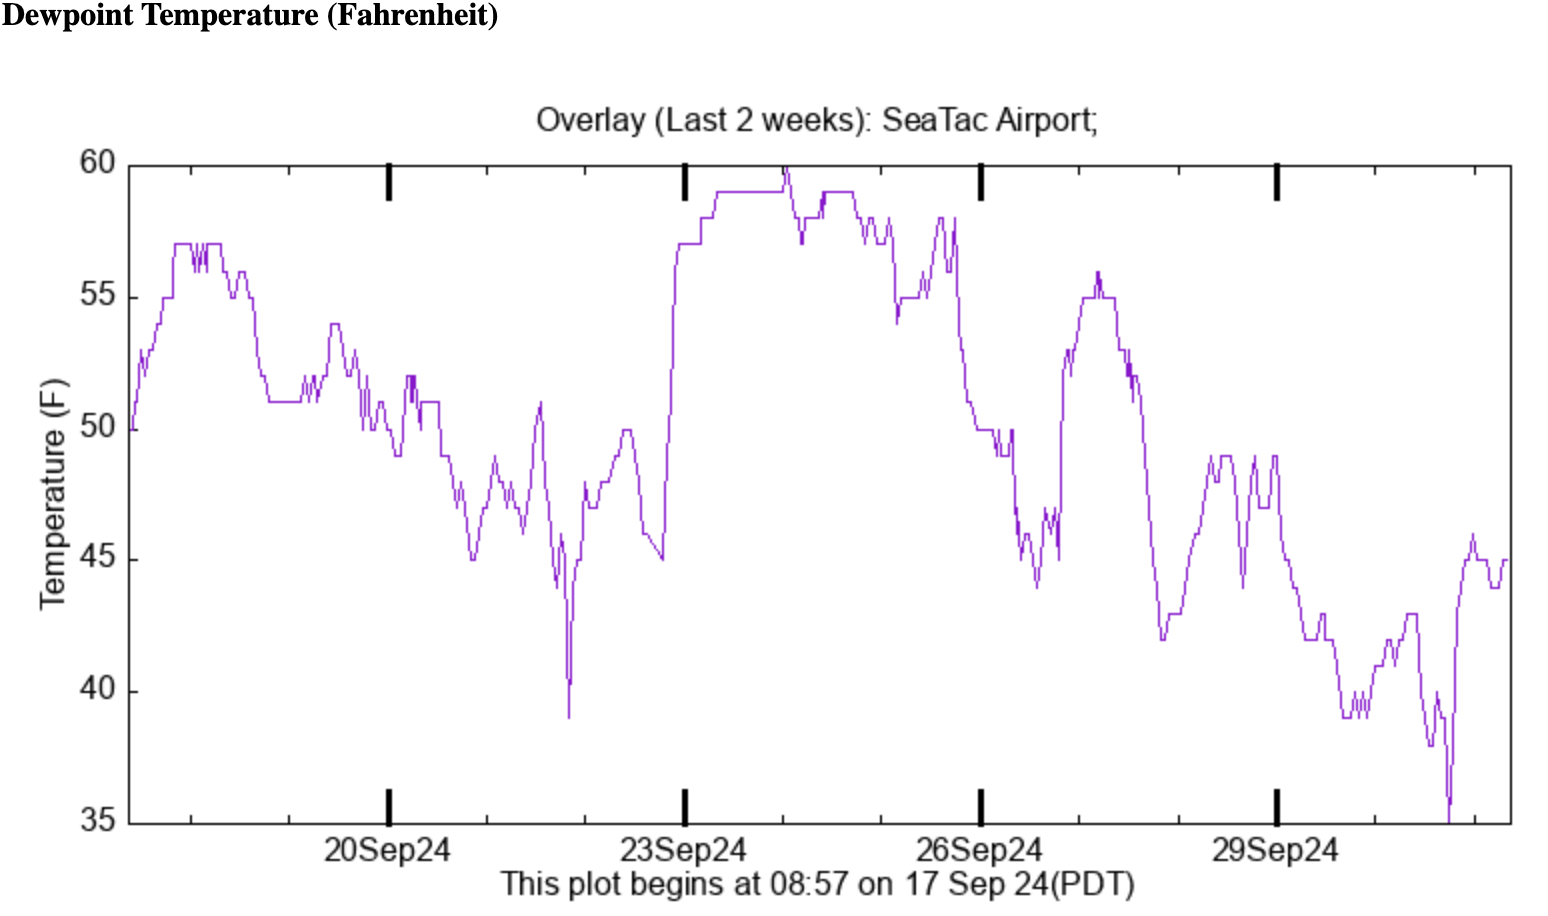 Dewpoint Temperature (Fahrenheit)
Overlay (Last 2 weeks): SeaTac Airport;
60
55
50
45
40
35
Temperature (F)
20Sep24 23Sep24 26Sep24 29Sep24
This plot begins at 08:57 on 17 Sep 24(PDT)